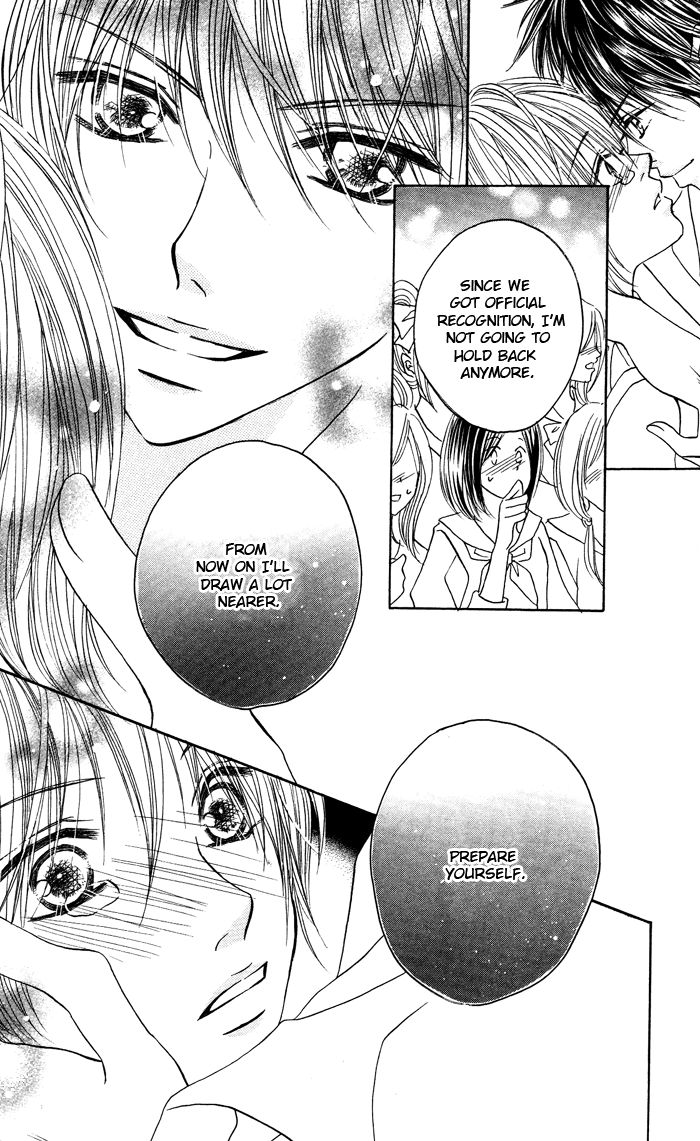 SINCE WE
GOT OFFICIAL
RECOGNITION, I'M
NOT GOING TO
HOLD BACK
ANYMORE.
FROM
NOW ON I'LL
DRAW A LOT
NEARER.
PREPARE
YOURSELF.